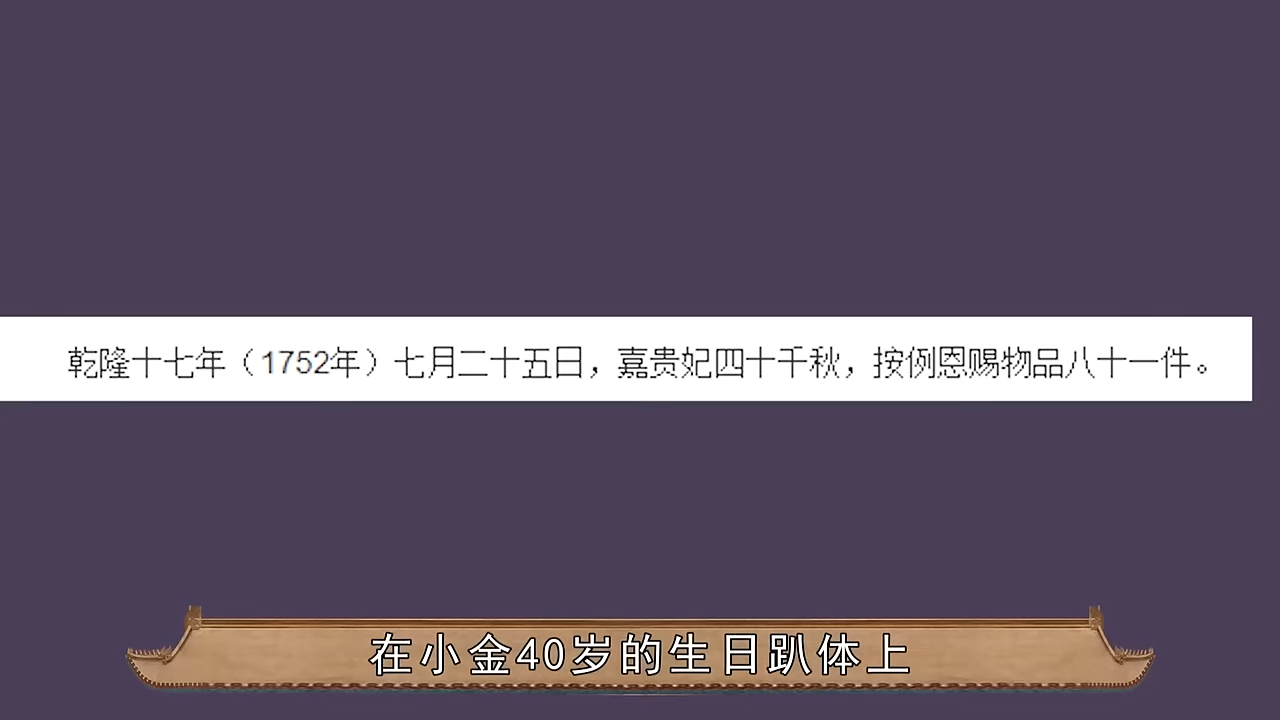 乾隆十七年（1752年）七月二十五日，嘉贵妃四十千秋，按例恩赐物品八十一件。
在小金40岁的生日趴体上